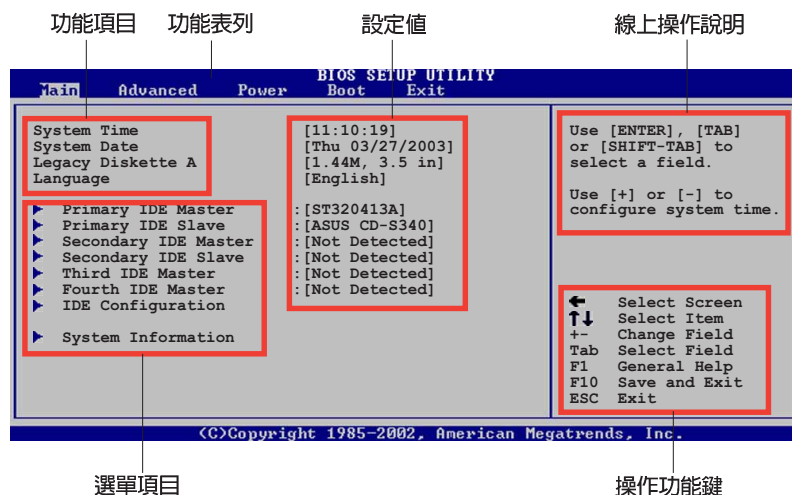 功能項目 功能表列 設定值 線上操作說明
BIOS SETUP UTILITY
Main Advanced Power Boot Exit
System Time [11:10:19]
System Date [Thu 03/27/2003]
Legacy Diskette A [1.44M, 3.5 in]
Language [English]
Primary IDE Master :[ST320413A]
Primary IDE Slave :[ASUS CD-S340]
Secondary IDE Master :[Not Detected]
Secondary IDE Slave :[Not Detected]
Third IDE Master :[Not Detected]
Fourth IDE Master :[Not Detected]
IDE Configuration
System Information
Use [ENTER], [TAB]
or [SHIFT-TAB] to
select a field.
Use [+] or [-] to
configure system time.
← Select Screen
↑↓ Select Item
+- Change Field
Tab Select Field
F1 General Help
F10 Save and Exit
ESC Exit
(C)Copyright 1985-2002, American Megatrends, Inc.
選單項目 操作功能鍵